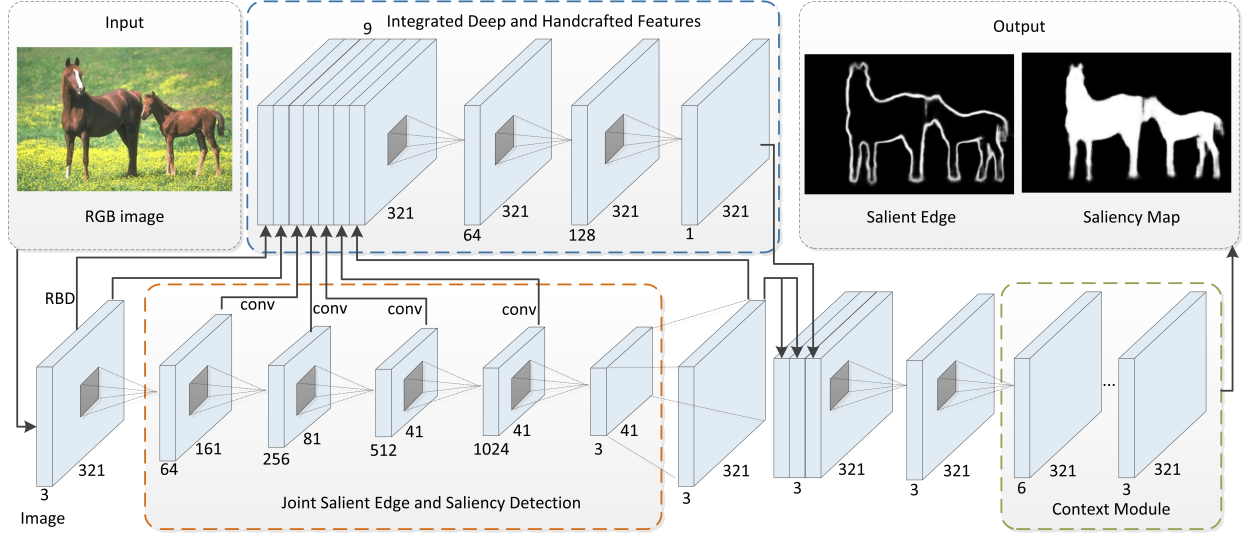 Input
RGB image
Integrated Deep and Handcrafted Features
9
321
64
321
128
321
1
321
Output
Salient Edge
Saliency Map
RBD
conv
conv
conv
conv
3
321
Image
64
161
256
81
512
41
1024
41
3
41
Joint Salient Edge and Saliency Detection
3
321
3
321
3
321
6
321
...
3
321
Context Module